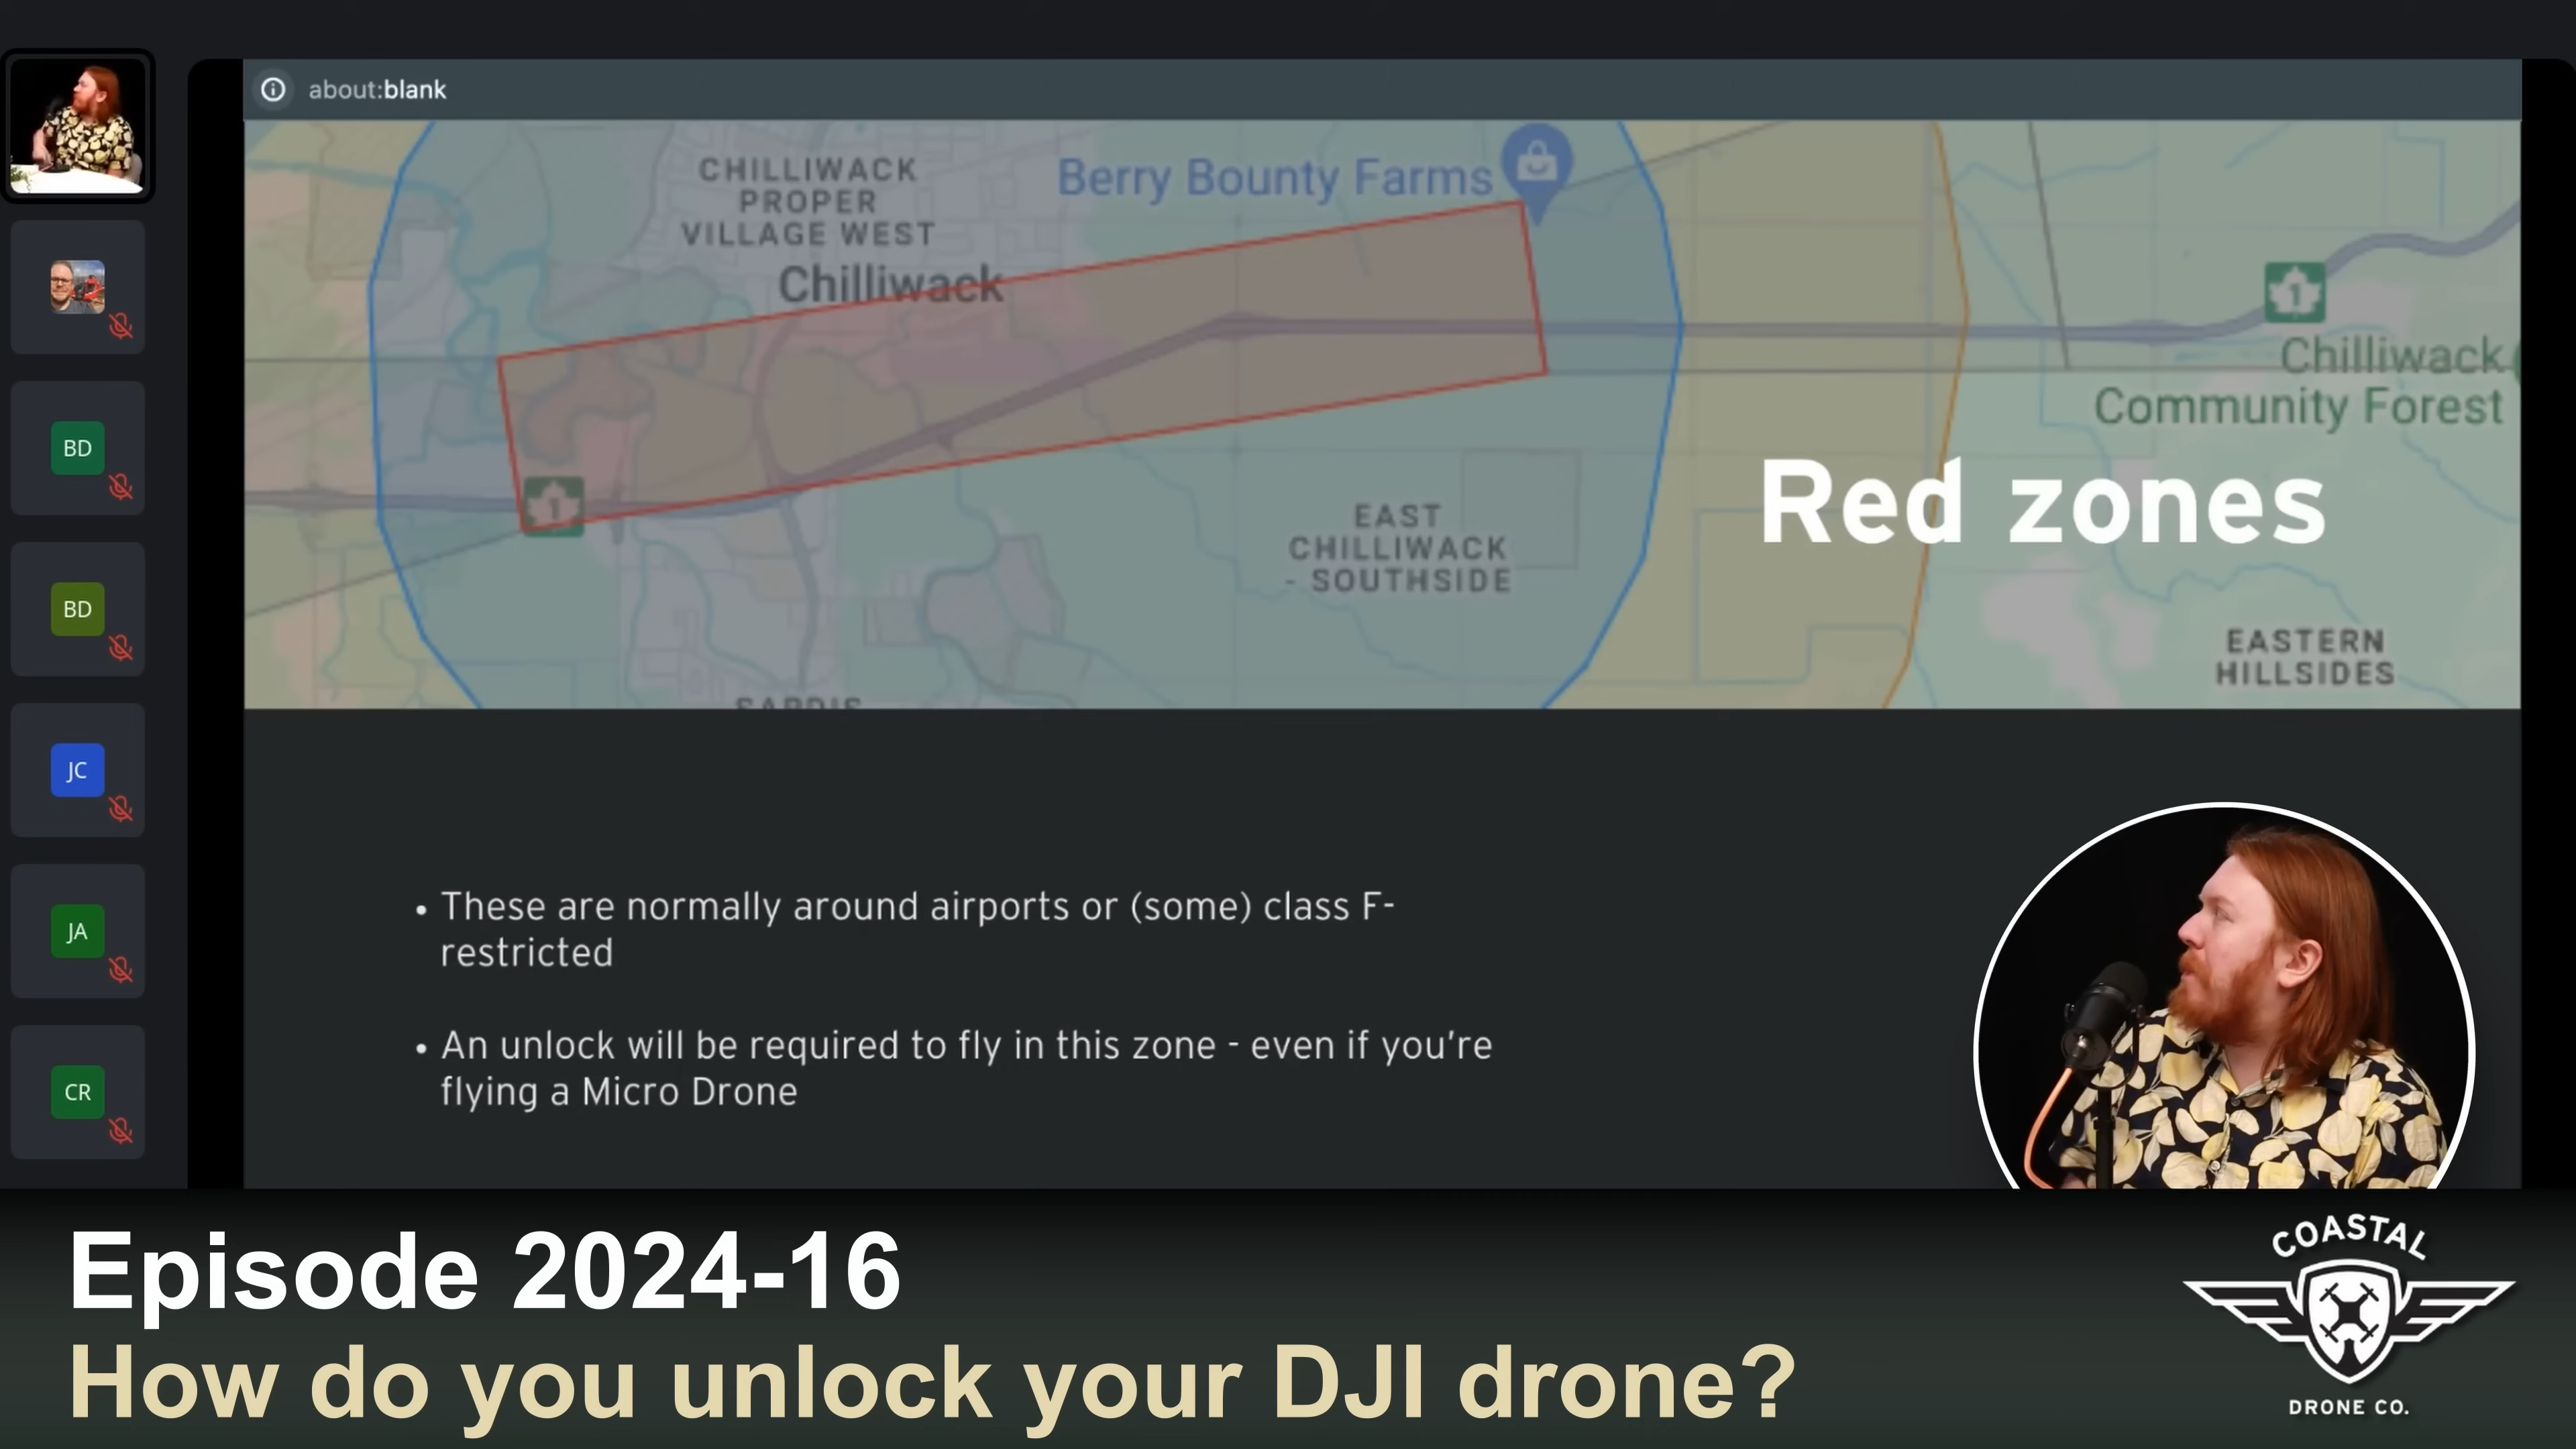 about:blank
CHILLIWACK
PROPER
VILLAGE WEST
Chilliwack
Berry Bounty Farms
1
1
Chilliwack
Community Forest
Red zones
EAST
CHILLIWACK
- SOUTHSIDE
EASTERN
HILLSIDES
SARDIS
BD
BD
JC
JA
CR
• These are normally around airports or (some) class F-
restricted
• An unlock will be required to fly in this zone - even if you're
flying a Micro Drone
Episode 2024-16
How do you unlock your DJI drone?
COASTAL
DRONE CO.